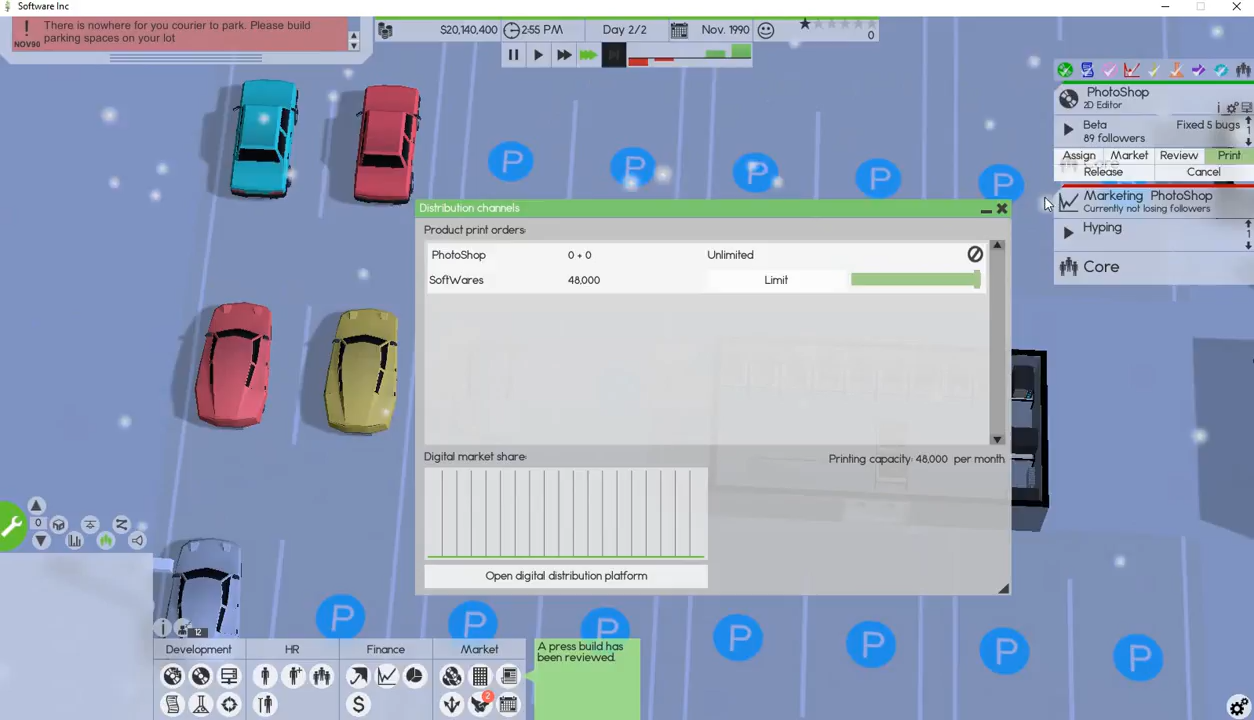 Software Inc
There is nowhere for your courier to park. Please build
parking spaces on your lot
NOV90
$20,140,400
2:55 PM
Day 2/2
Nov. 1990
0
PhotoShop
2D Editor
Beta
Fixed 5 bugs
89 followers
1
Assign
Market
Review
Print
Release
Cancel
Marketing PhotoShop
Currently not losing followers
Hyping
1
Core
P
P
P
P
P
Distribution channels
Product print orders:
PhotoShop
0 + 0
Unlimited
SoftWares
48,000
Limit
Digital market share:
Printing capacity: 48,000 per month
Open digital distribution platform
0
12
P
P
P
P
P
P
P
Development
HR
Finance
Market
A press build has
been reviewed.
$
2